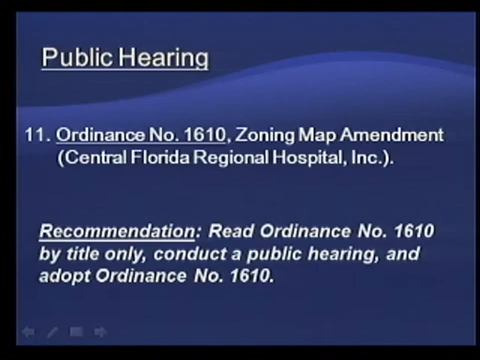 Public Hearing
11. Ordinance No. 1610, Zoning Map Amendment
(Central Florida Regional Hospital, Inc.).
Recommendation: Read Ordinance No. 1610
by title only, conduct a public hearing, and
adopt Ordinance No. 1610.